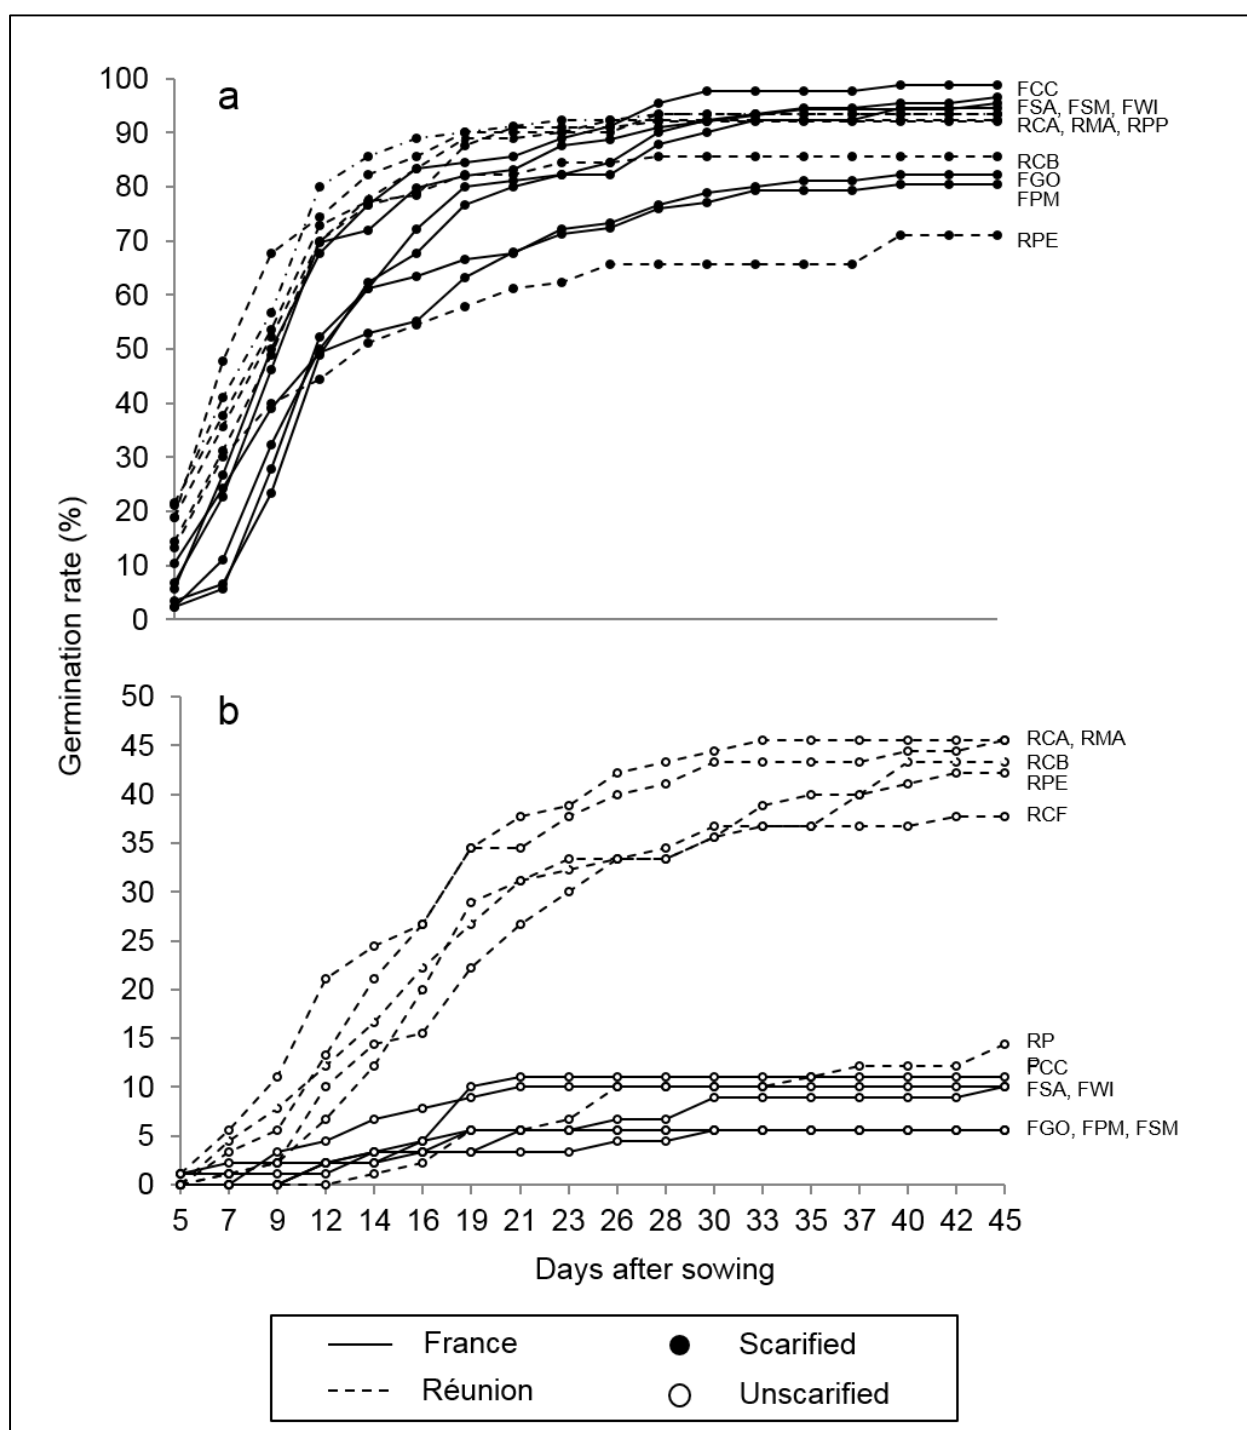 a
Germination rate (%)
100
90
80
70
60
50
40
30
20
10
0
FCC
FSA, FSM, FWI
RCA, RMA, RPP
RCB
FGO
FPM
RPE
b
50
45
40
35
30
25
20
15
10
5
0
RCA, RMA
RCB
RPE
RCF
RP
P
FCC
FSA, FWI
FGO, FPM, FSM
5 7 9 12 14 16 19 21 23 26 28 30 33 35 37 40 42 45
Days after sowing
France Scarified
Réunion Unscarified